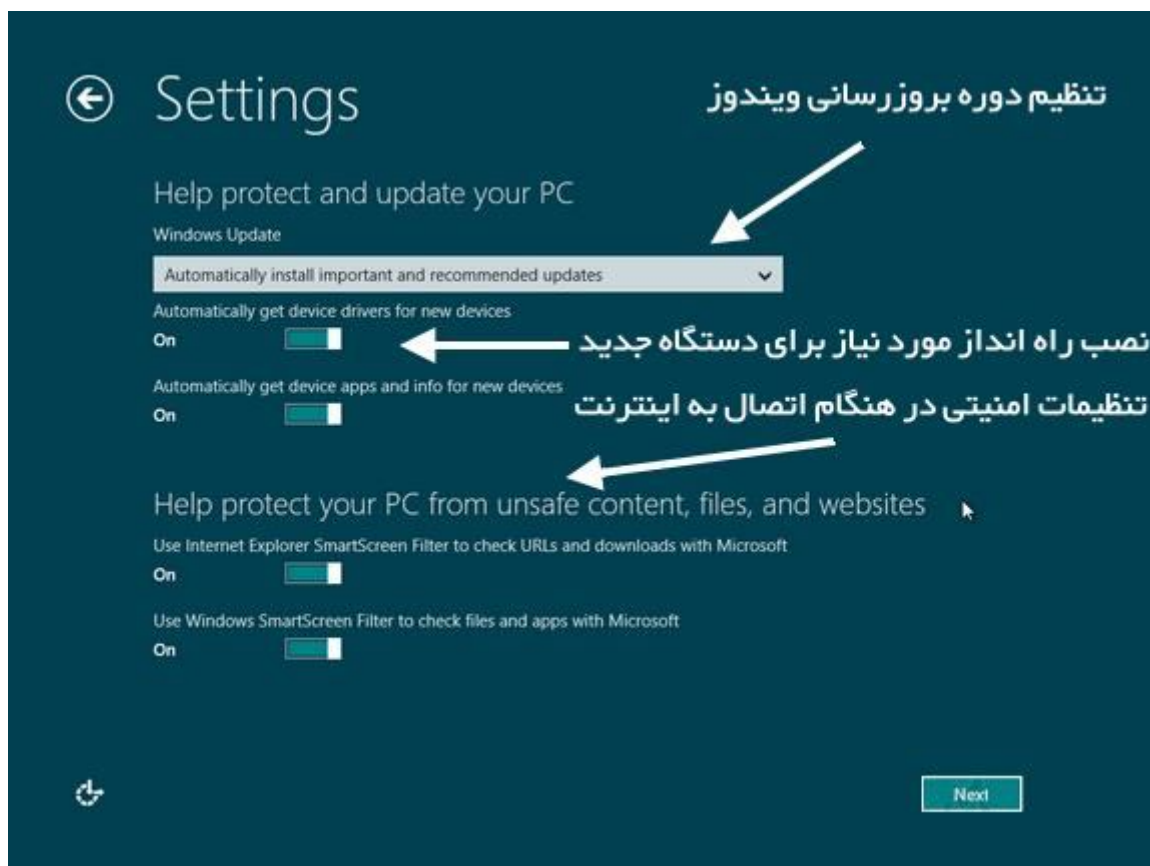 Settings
تنظیم دوره بروزرسانی ویندوز
Help protect and update your PC
Windows Update
Automatically install important and recommended updates
Automatically get device drivers for new devices
On
نصب راه انداز مورد نیاز برای دستگاه جدید
Automatically get device apps and info for new devices
On
تنظیمات امنیتی در هنگام اتصال به اینترنت
Help protect your PC from unsafe content, files, and websites
Use Internet Explorer SmartScreen Filter to check URLs and downloads with Microsoft
On
Use Windows SmartScreen Filter to check files and apps with Microsoft
On
Next